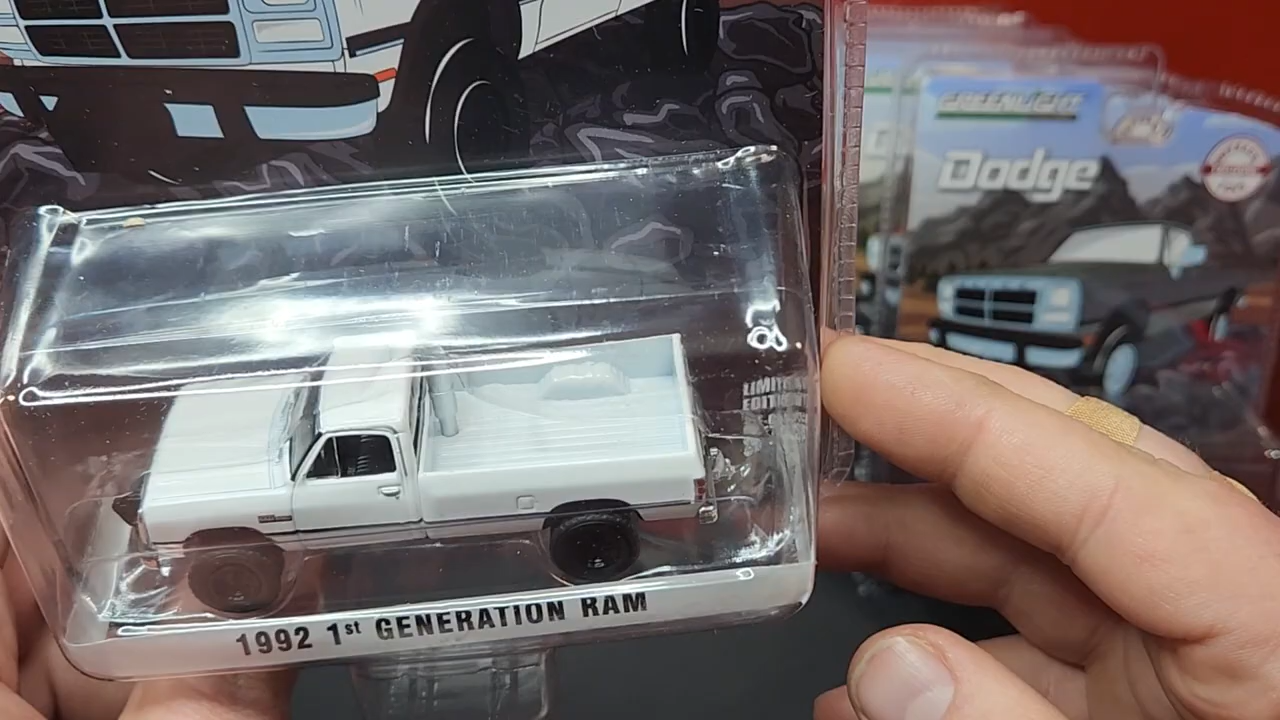 GREENLIGHT
Dodge
LIMITED
EDITION
1992 1st GENERATION RAM